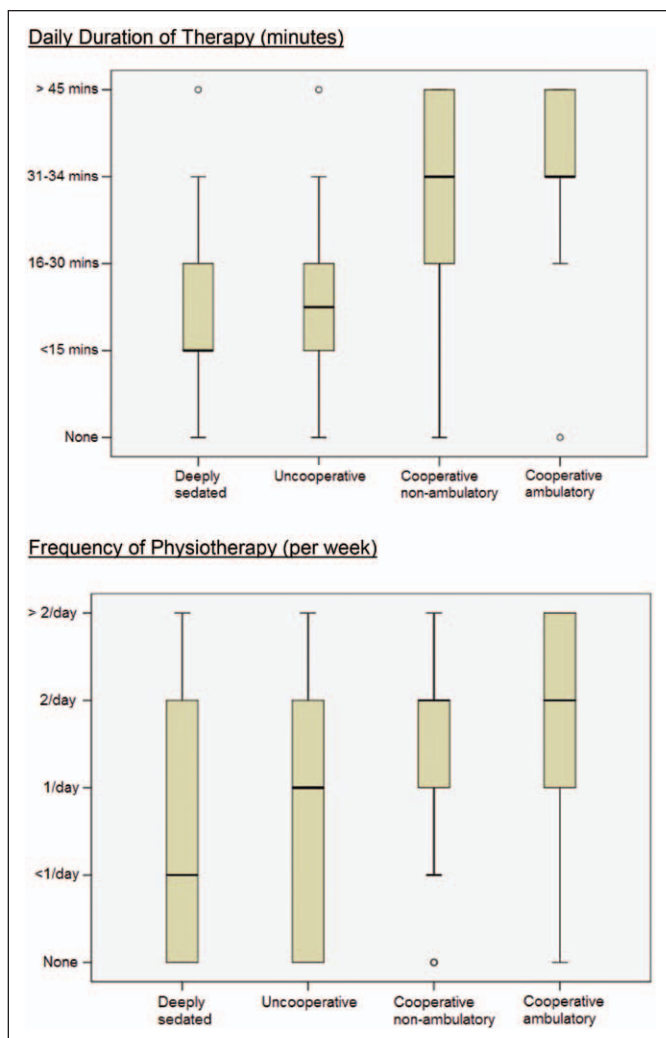 Daily Duration of Therapy (minutes)
> 45 mins
31-34 mins
16-30 mins
<15 mins
None
Deeply
sedated
Uncooperative
Cooperative
non-ambulatory
Cooperative
ambulatory
Frequency of Physiotherapy (per week)
> 2/day
2/day
1/day
<1/day
None
Deeply
sedated
Uncooperative
Cooperative
non-ambulatory
Cooperative
ambulatory